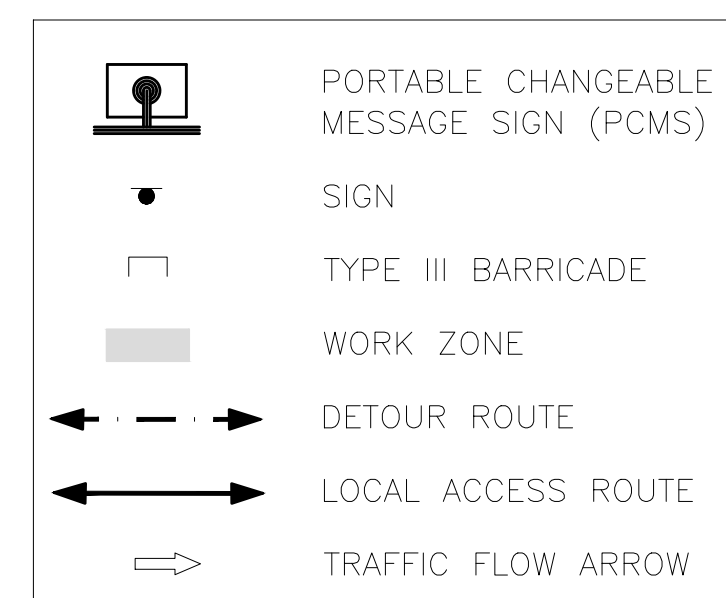 PORTABLE CHANGEABLE
MESSAGE SIGN (PCMS)
SIGN
TYPE III BARRICADE
WORK ZONE
DETOUR ROUTE
LOCAL ACCESS ROUTE
TRAFFIC FLOW ARROW